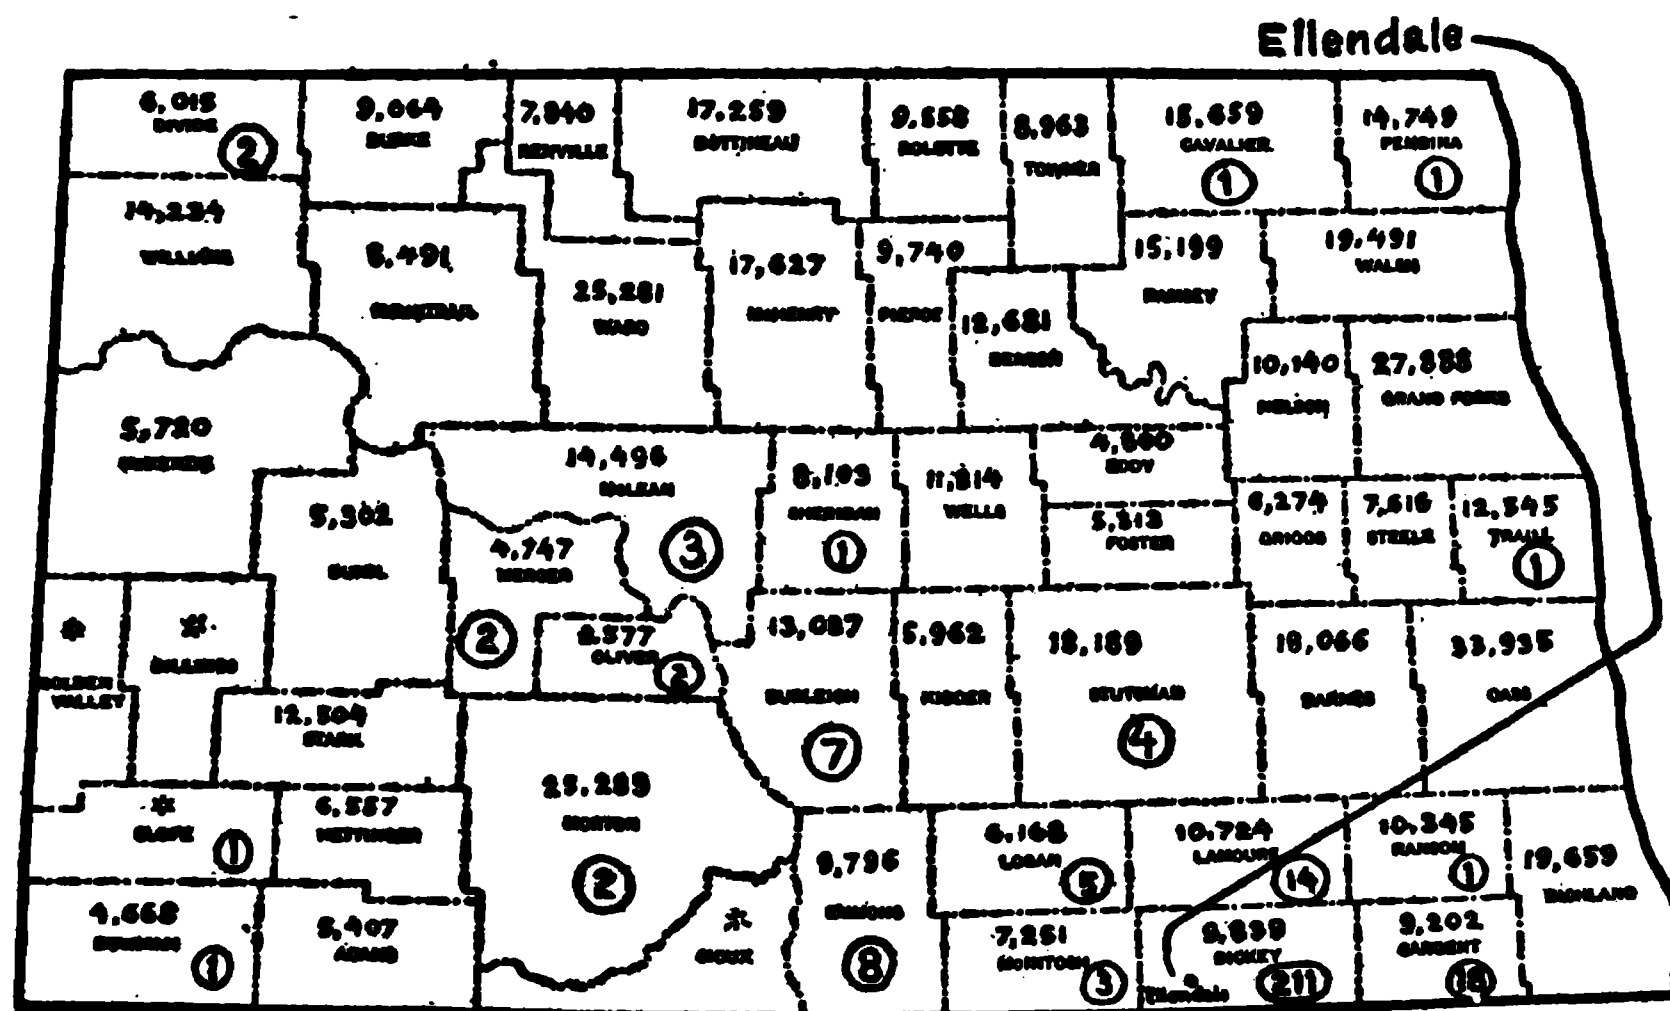 Ellendale
6,015
DIVIDE
2
9,064
BURKE
7,840
RENVILLE
17,259
BOTTINEAU
9,558
ROLETTE
8,963
TOWNER
15,659
CAVALIER
1
14,749
PEMBINA
1
14,234
WILLIAMS
8,491
MOUNTRAIL
25,281
WARD
17,627
McHENRY
9,740
PIERCE
12,681
BENSON
15,199
RAMSEY
19,491
WALSH
10,140
NELSON
27,888
GRAND FORKS
5,720
McKENZIE
5,302
DUNN
14,496
McLEAN
3
8,103
SHERIDAN
1
11,814
WELLS
4,800
EDDY
5,313
FOSTER
6,274
GRIGGS
7,616
STEELE
12,545
TRAILL
1
4,747
MERCER
2
2,577
OLIVER
2
*
GOLDEN
VALLEY
*
BILLINGS
12,504
STARK
13,087
BURLEIGH
7
5,962
KIDDER
18,189
STUTSMAN
4
18,066
BARNES
33,935
CASS
*
SLOPE
1
6,557
HETTINGER
25,289
MORTON
2
9,796
EMMONS
8
6,168
LOGAN
5
10,724
LAMOURE
14
10,345
RANSOM
1
19,659
RICHLAND
4,668
BOWMAN
1
5,407
ADAMS
*
SIOUX
7,251
McINTOSH
3
9,839
DICKEY
211
Ellendale
9,202
SARGENT
18